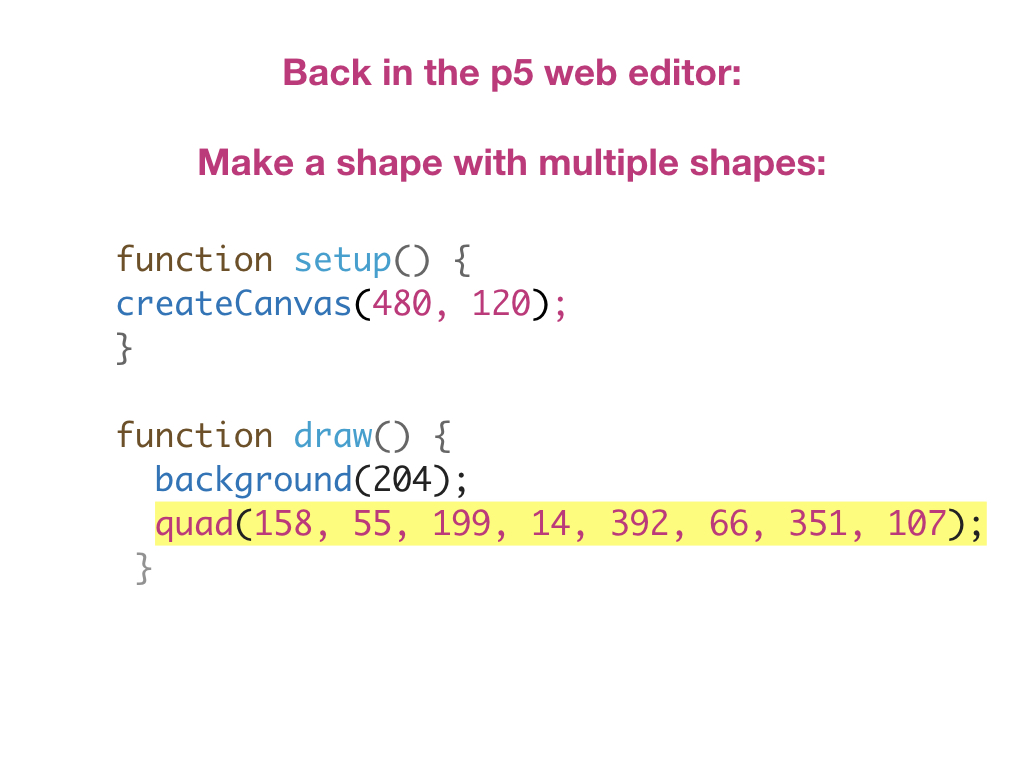 Back in the p5 web editor:
Make a shape with multiple shapes:
function setup() {
createCanvas(480, 120);
}
function draw() {
background(204);
quad(158, 55, 199, 14, 392, 66, 351, 107);
}